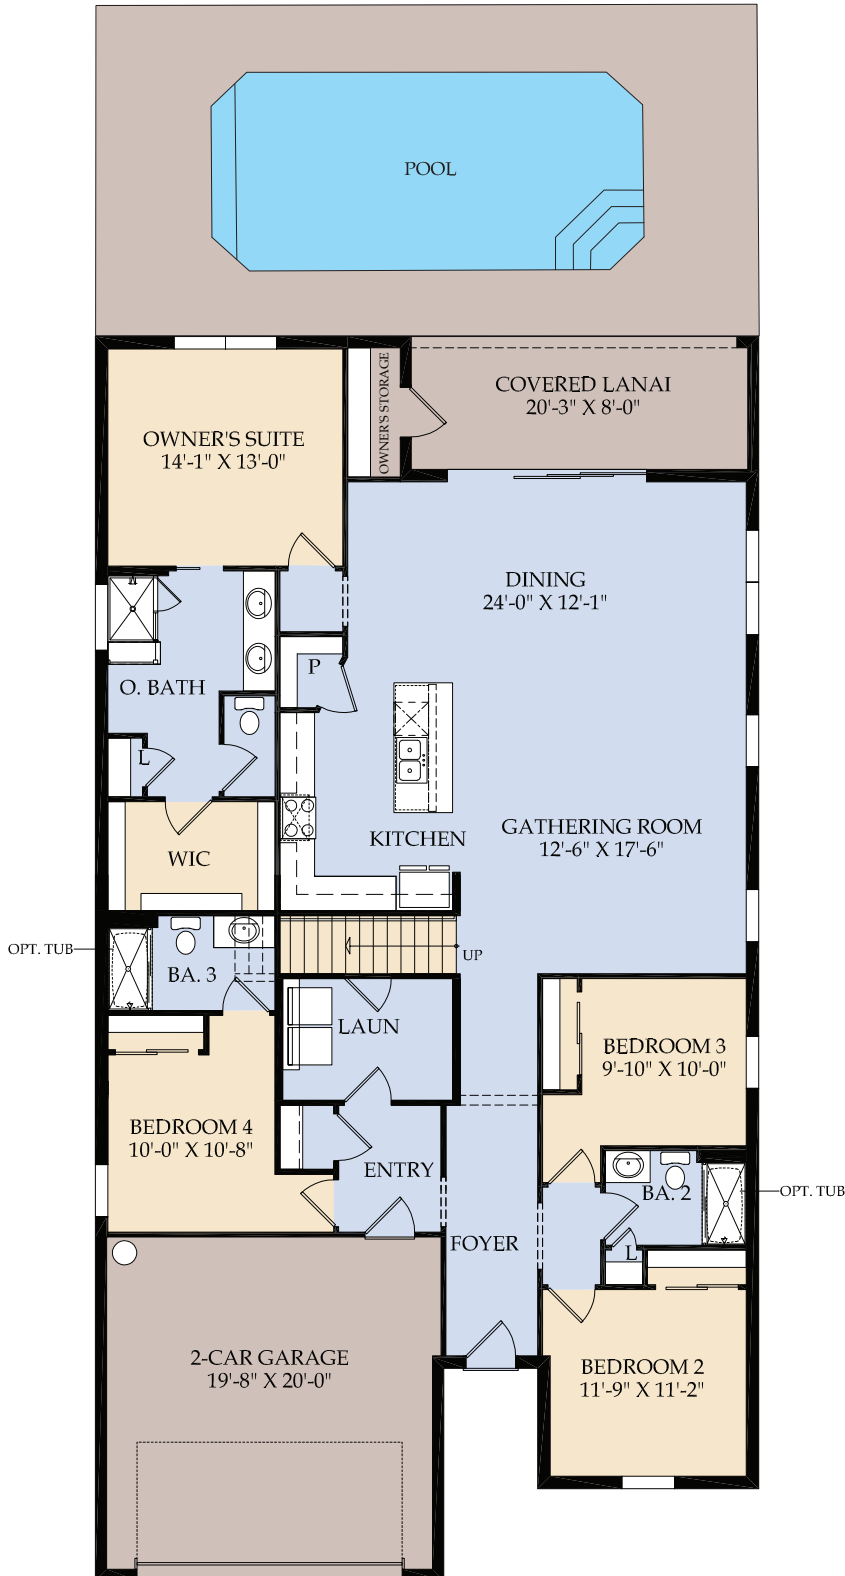 POOL
COVERED LANAI
20'-3" X 8'-0"
OWNER'S STORAGE
OWNER'S SUITE
14'-1" X 13'-0"
DINING
24'-0" X 12'-1"
P
O. BATH
L
KITCHEN
GATHERING ROOM
12'-6" X 17'-6"
WIC
OPT. TUB
BA. 3
UP
LAUN
BEDROOM 3
9'-10" X 10'-0"
BEDROOM 4
10'-0" X 10'-8"
ENTRY
BA. 2
OPT. TUB
FOYER
L
2-CAR GARAGE
19'-8" X 20'-0"
BEDROOM 2
11'-9" X 11'-2"